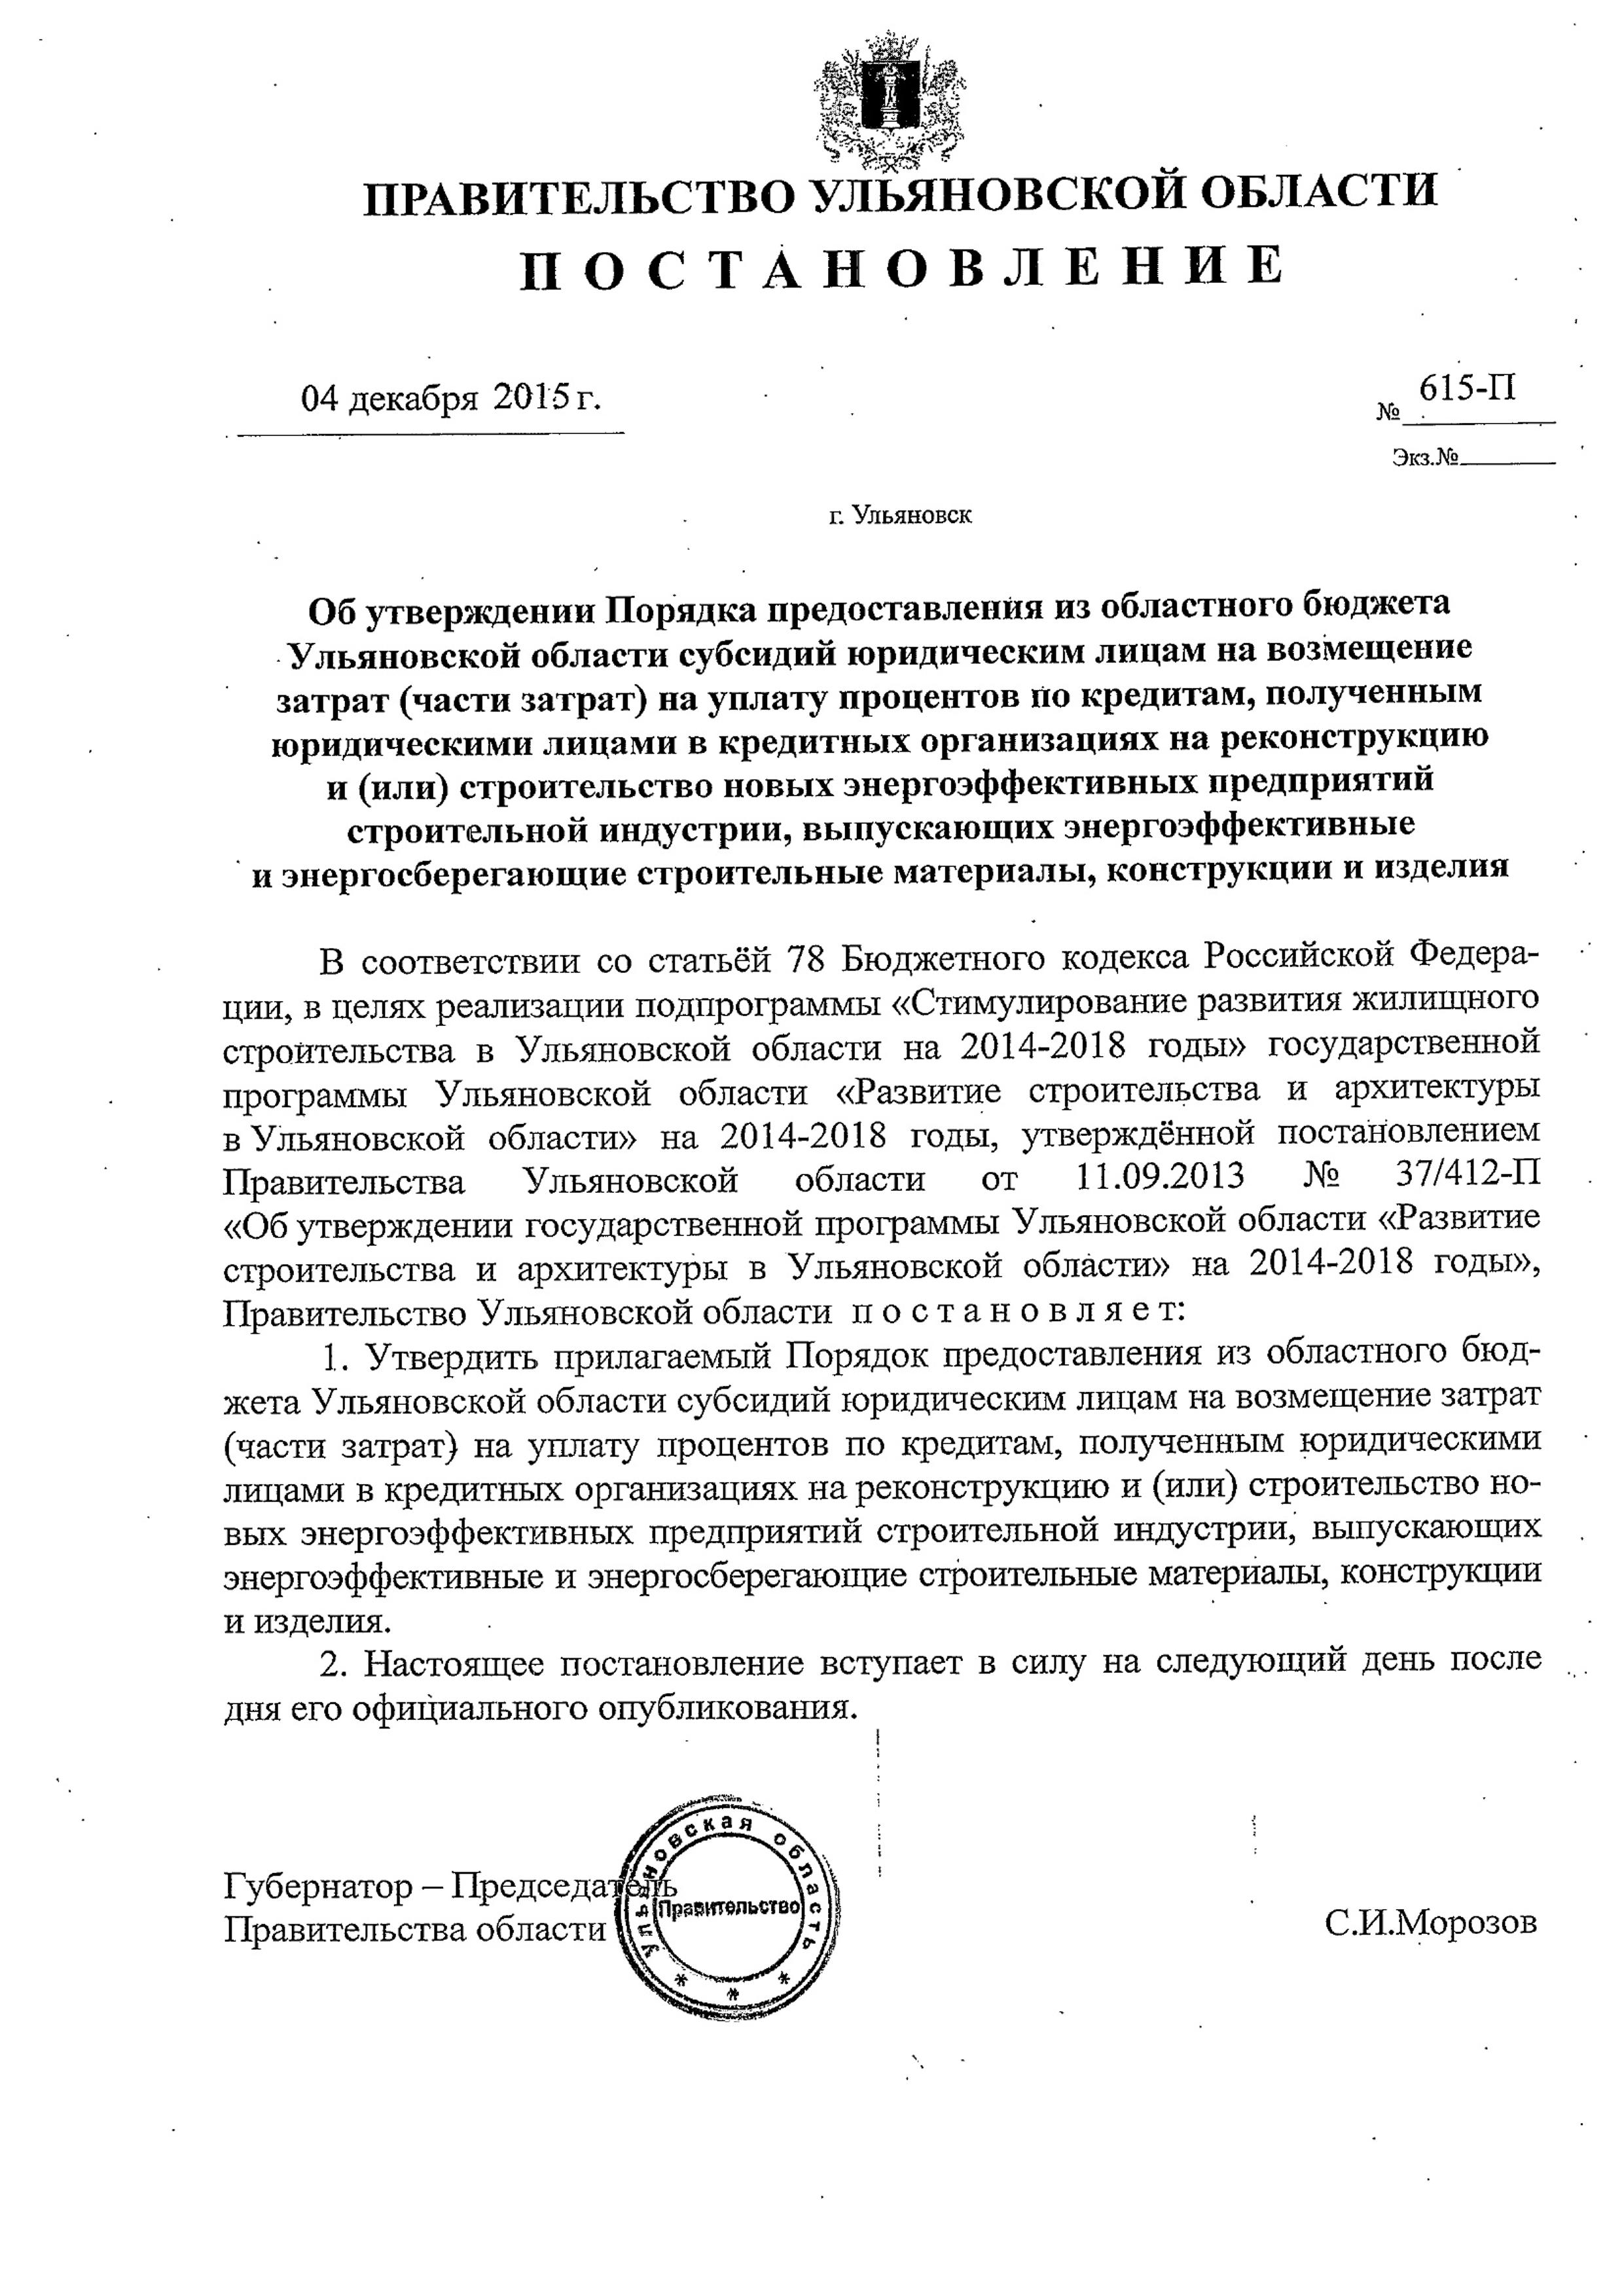 ПРАВИТЕЛЬСТВО УЛЬЯНОВСКОЙ ОБЛАСТИ
П О С Т А Н О В Л Е Н И Е
04 декабря 2015 г.
№ 615-П
Экз.№
г. Ульяновск
Об утверждении Порядка предоставления из областного бюджета
Ульяновской области субсидий юридическим лицам на возмещение
затрат (части затрат) на уплату процентов по кредитам, полученным
юридическими лицами в кредитных организациях на реконструкцию
и (или) строительство новых энергоэффективных предприятий
строительной индустрии, выпускающих энергоэффективные
и энергосберегающие строительные материалы, конструкции и изделия
В соответствии со статьёй 78 Бюджетного кодекса Российской Федера-
ции, в целях реализации подпрограммы «Стимулирование развития жилищного
строительства в Ульяновской области на 2014-2018 годы» государственной
программы Ульяновской области «Развитие строительства и архитектуры
в Ульяновской области» на 2014-2018 годы, утверждённой постановлением
Правительства Ульяновской области от 11.09.2013 № 37/412-П
«Об утверждении государственной программы Ульяновской области «Развитие
строительства и архитектуры в Ульяновской области» на 2014-2018 годы»,
Правительство Ульяновской области п о с т а н о в л я е т:
1. Утвердить прилагаемый Порядок предоставления из областного бюд-
жета Ульяновской области субсидий юридическим лицам на возмещение затрат
(части затрат) на уплату процентов по кредитам, полученным юридическими
лицами в кредитных организациях на реконструкцию и (или) строительство но-
вых энергоэффективных предприятий строительной индустрии, выпускающих
энергоэффективные и энергосберегающие строительные материалы, конструкции
и изделия.
2. Настоящее постановление вступает в силу на следующий день после
дня его официального опубликования.
Губернатор – Председатель
Правительства области
Ульяновская область
Правительство
С.И.Морозов